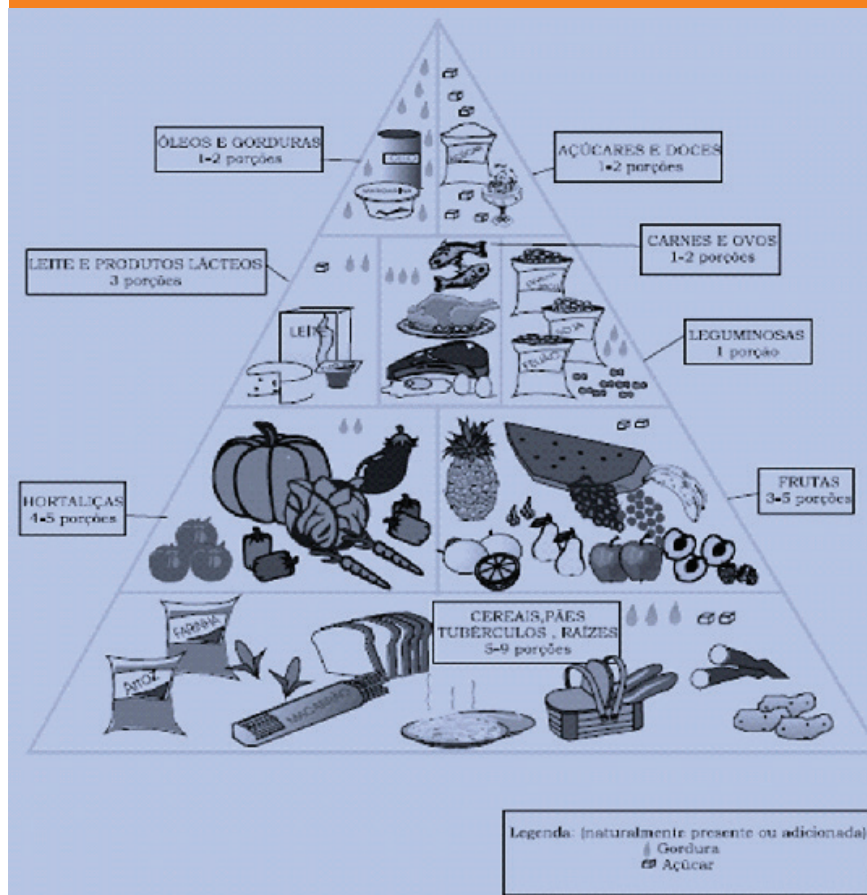 ÓLEOS E GORDURAS
1-2 porções
AÇÚCARES E DOCES
1-2 porções
AÇÚCAR
MARGARINA
CARNES E OVOS
1-2 porções
LEITE E PRODUTOS LÁCTEOS
3 porções
LEITE
SOJA
FEIJÃO
LEGUMINOSAS
1 porção
HORTALIÇAS
4-5 porções
FRUTAS
3-5 porções
CEREAIS,PÃES
TUBÉRCULOS , RAÍZES
5-9 porções
FARINHA
ARROZ
MACARRÃO
Legenda: (naturalmente presente ou adicionada)
Gordura
Açúcar